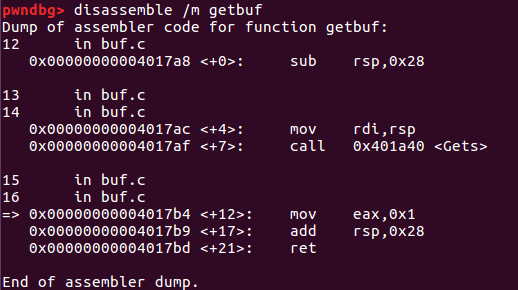 pwndbg> disassemble /m getbuf
Dump of assembler code for function getbuf:
12      in buf.c
   0x00000000004017a8 <+0>:     sub    rsp,0x28

13      in buf.c
14      in buf.c
   0x00000000004017ac <+4>:     mov    rdi,rsp
   0x00000000004017af <+7>:     call   0x401a40 <Gets>

15      in buf.c
16      in buf.c
=> 0x00000000004017b4 <+12>:    mov    eax,0x1
   0x00000000004017b9 <+17>:    add    rsp,0x28
   0x00000000004017bd <+21>:    ret

End of assembler dump.